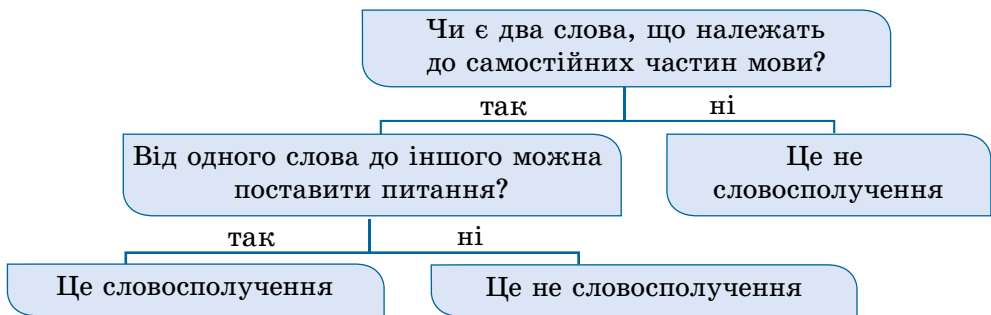 Чи є два слова, що належать
до самостійних частин мови?
так
ні
Від одного слова до іншого можна
поставити питання?
Це не
словосполучення
так
ні
Це словосполучення
Це не словосполучення